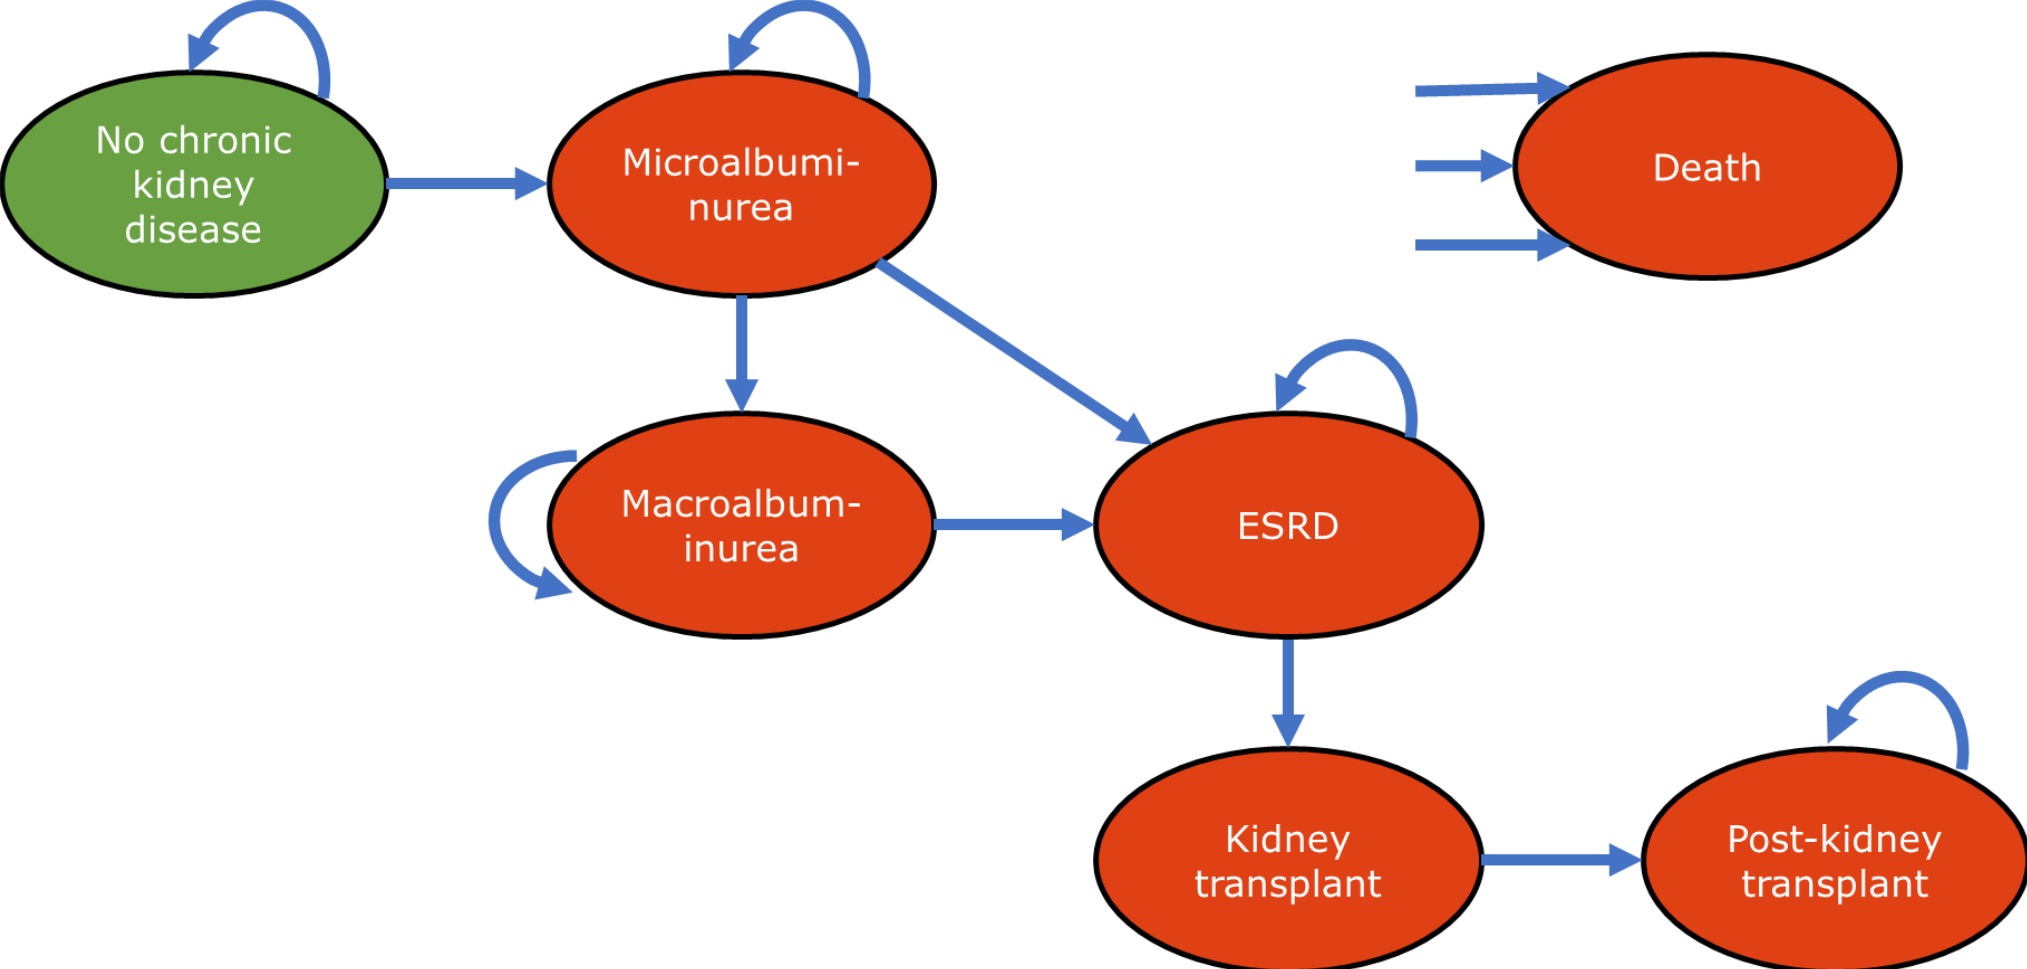 No chronic
kidney
disease
Microalbumi-
nurea
Death
Macroalbum-
inurea
ESRD
Kidney
transplant
Post-kidney
transplant